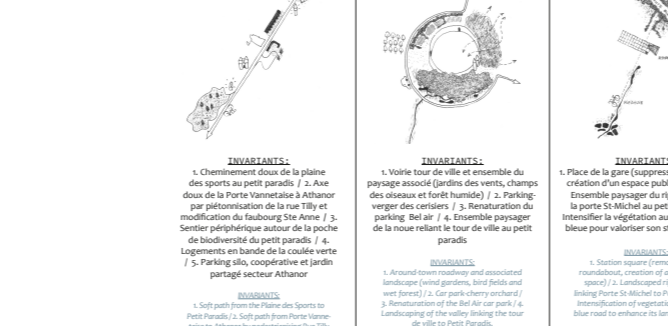 INVARIANTS:
1. Cheminement doux de la plaine
des sports au petit paradis / 2. Axe
doux de la Porte Vannetaise à Athanor
par piétonnisation de la rue Tilly et
modification du faubourg Ste Anne / 3.
Sentier périphérique autour de la poche
de biodiversité du petit paradis / 4.
Logements en bande de la coulée verte
/ 5. Parking silo, coopérative et jardin
partagé secteur Athanor
INVARIANTS:
1. Soft path from the Plaine des Sports to
Petit Paradis/ 2. Soft path from Porte Vanne-
taise to Athanor by pedestrianising Rue Tilly
INVARIANTS:
1. Voirie tour de ville et ensemble du
paysage associé (jardins des vents, champs
des oiseaux et forêt humide) / 2. Parking-
verger des cerisiers / 3. Renaturation du
parking Bel air / 4. Ensemble paysager
de la noue reliant le tour de ville au petit
paradis
INVARIANTS:
1. Around-town roadway and associated
landscape (wind gardens, bird fields and
wet forest) / 2. Car park-cherry orchard /
3. Renaturation of the Bel Air car park / 4.
Landscaping of the valley linking the tour
de ville to Petit Paradis.
INVARIANTS
1. Place de la gare (suppress
création d'un espace publ
Ensemble paysager du ri
la porte St-Michel au pet
Intensifier la végétation au
bleue pour valoriser son st
INVARIANTS:
1. Station square (remo
roundabout, creation of a
space) / 2. Landscaped ri
linking Porte St-Michel to P
Intensification of vegetati
blue road to enhance its las